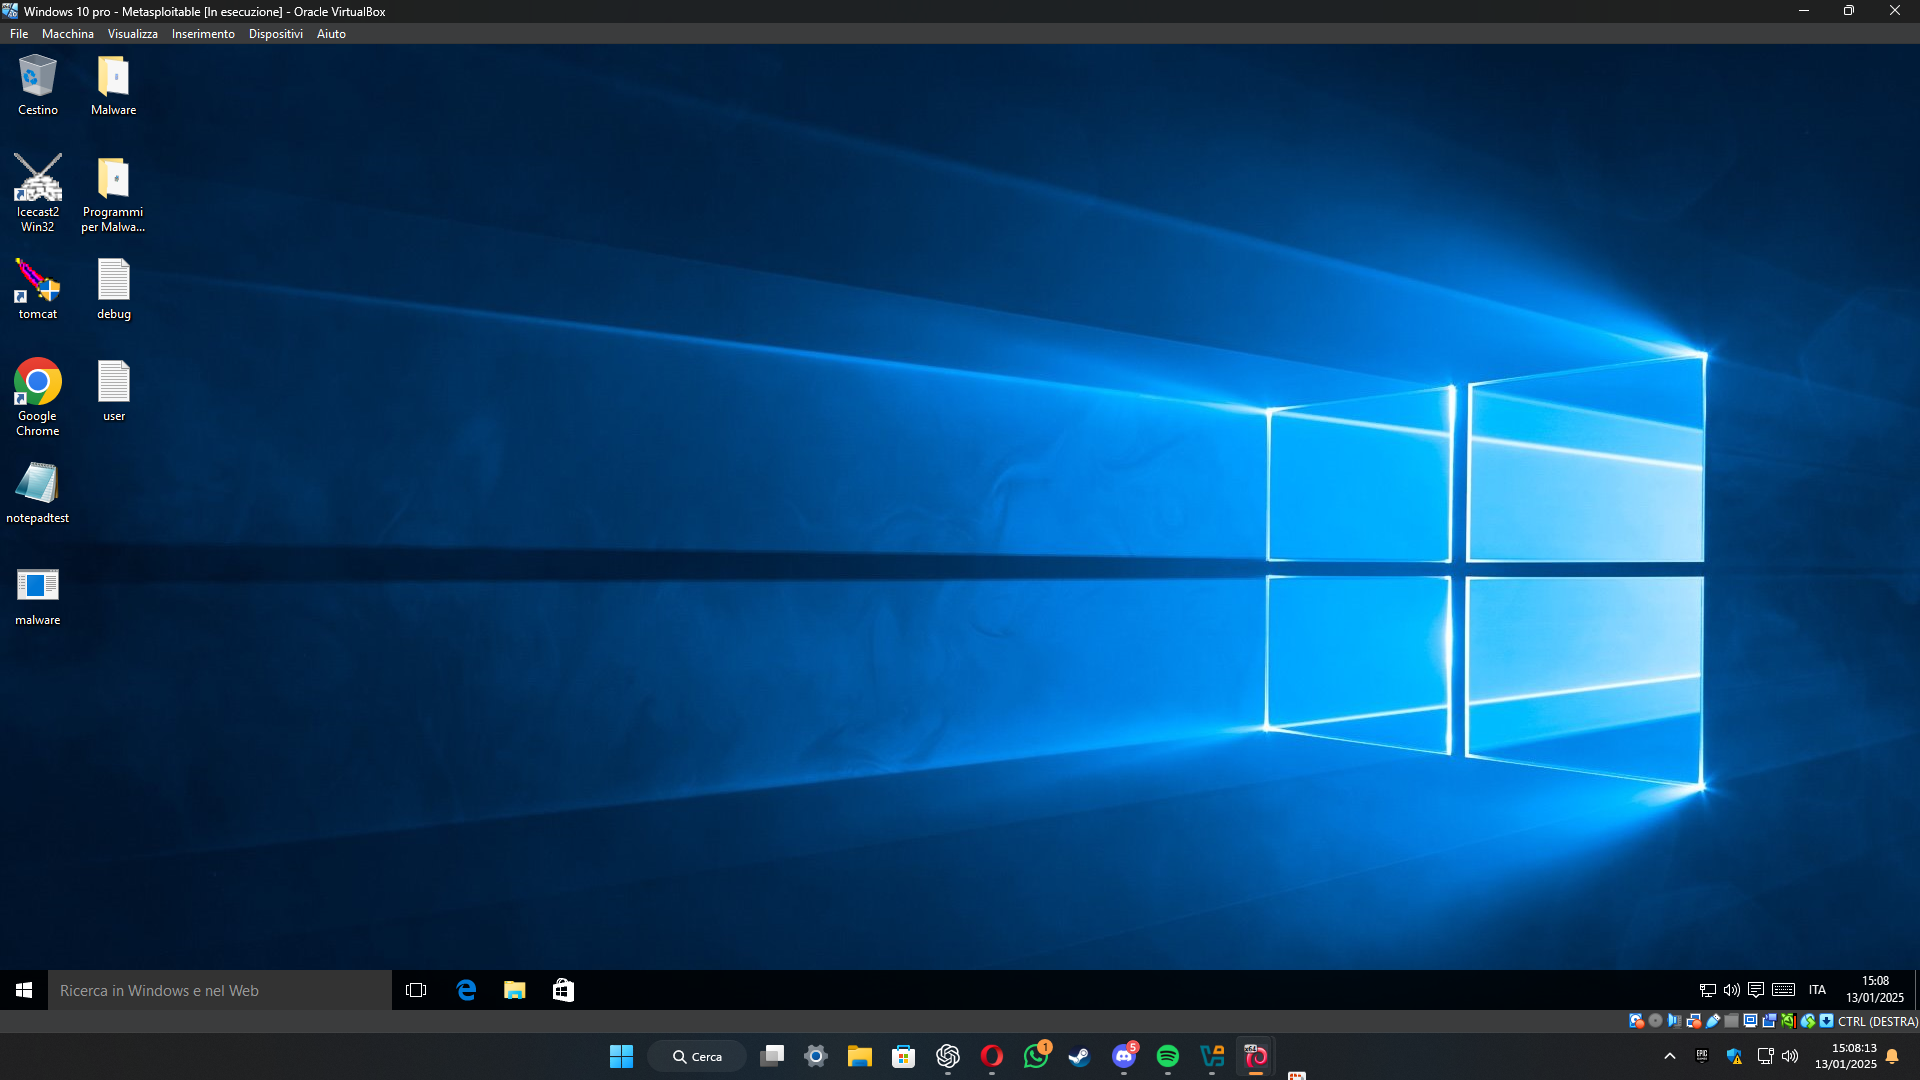 Windows 10 pro - Metasploitable [In esecuzione] - Oracle VirtualBox
File Macchina Visualizza Inserimento Dispositivi Aiuto
Cestino
Malware
Icecast2
Win32
Programmi
per Malwa...
tomcat
debug
Google
Chrome
user
notepadtest
malware
Ricerca in Windows e nel Web
ITA
15:08
13/01/2025
CTRL (DESTRA)
Cerca
1
5
EPIC
15:08:13
13/01/2025